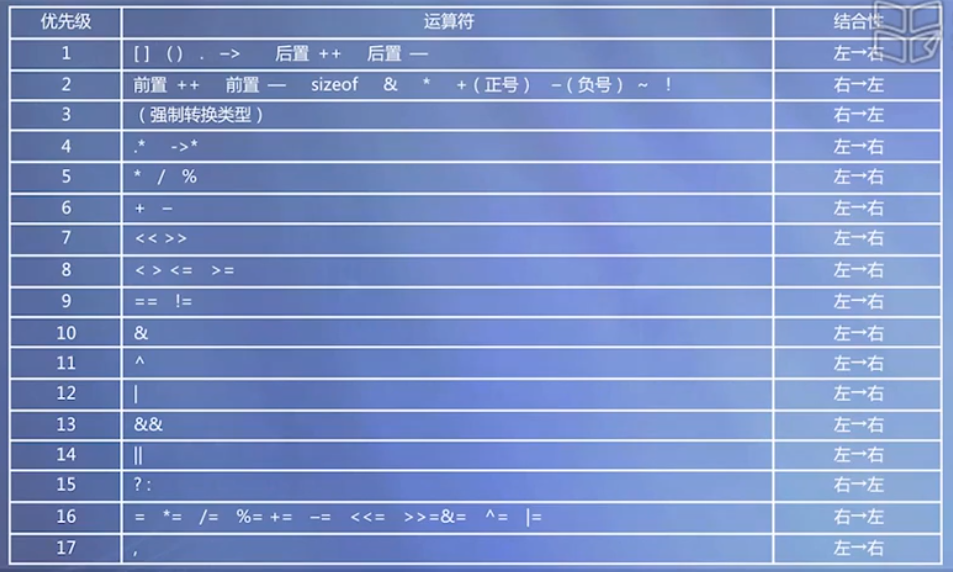 优先级 运算符 结合性
1 [ ] ( ) . –> 后置 ++ 后置 — 左→右
2 前置 ++ 前置 — sizeof & * +(正号) –(负号) ~ ! 右→左
3 (强制转换类型) 右→左
4 .* ->* 左→右
5 * / % 左→右
6 + – 左→右
7 << >> 左→右
8 < > <= >= 左→右
9 == != 左→右
10 & 左→右
11 ^ 左→右
12 | 左→右
13 && 左→右
14 || 左→右
15 ? : 右→左
16 = *= /= %= += –= <<= >>=&= ^= |= 右→左
17 , 左→右